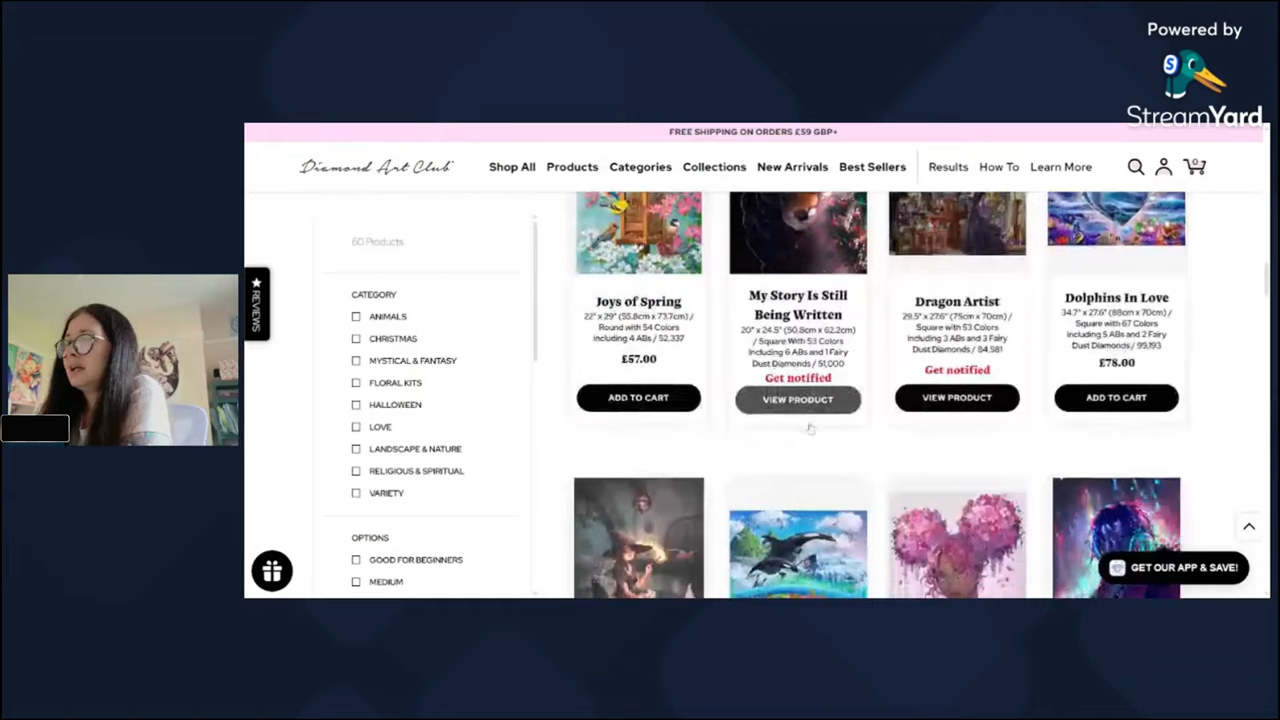 Powered by
S
StreamYard
FREE SHIPPING ON ORDERS £59 GBP+
Diamond Art Club
Shop All
Products
Categories
Collections
New Arrivals
Best Sellers
Results
How To
Learn More
0
60 Products
★ REVIEWS
CATEGORY
ANIMALS
CHRISTMAS
MYSTICAL & FANTASY
FLORAL KITS
HALLOWEEN
LOVE
LANDSCAPE & NATURE
RELIGIOUS & SPIRITUAL
VARIETY
OPTIONS
GOOD FOR BEGINNERS
MEDIUM
Joys of Spring
22" x 29" (55.8cm x 73.7cm) /
Round with 54 Colors
including 4 ABs / 52,337
£57.00
ADD TO CART
My Story Is Still
Being Written
20" x 24.5" (50.8cm x 62.2cm)
/ Square With 53 Colors
Including 6 ABs and 1 Fairy
Dust Diamonds / 51,000
Get notified
VIEW PRODUCT
Dragon Artist
29.5" x 27.6" (75cm x 70cm) /
Square with 53 Colors
including 3 ABs and 3 Fairy
Dust Diamonds / 84,581
Get notified
VIEW PRODUCT
Dolphins In Love
34.7" x 27.6" (88cm x 70cm) /
Square with 67 Colors
including 5 ABs and 2 Fairy
Dust Diamonds / 99,193
£78.00
ADD TO CART
GET OUR APP & SAVE!